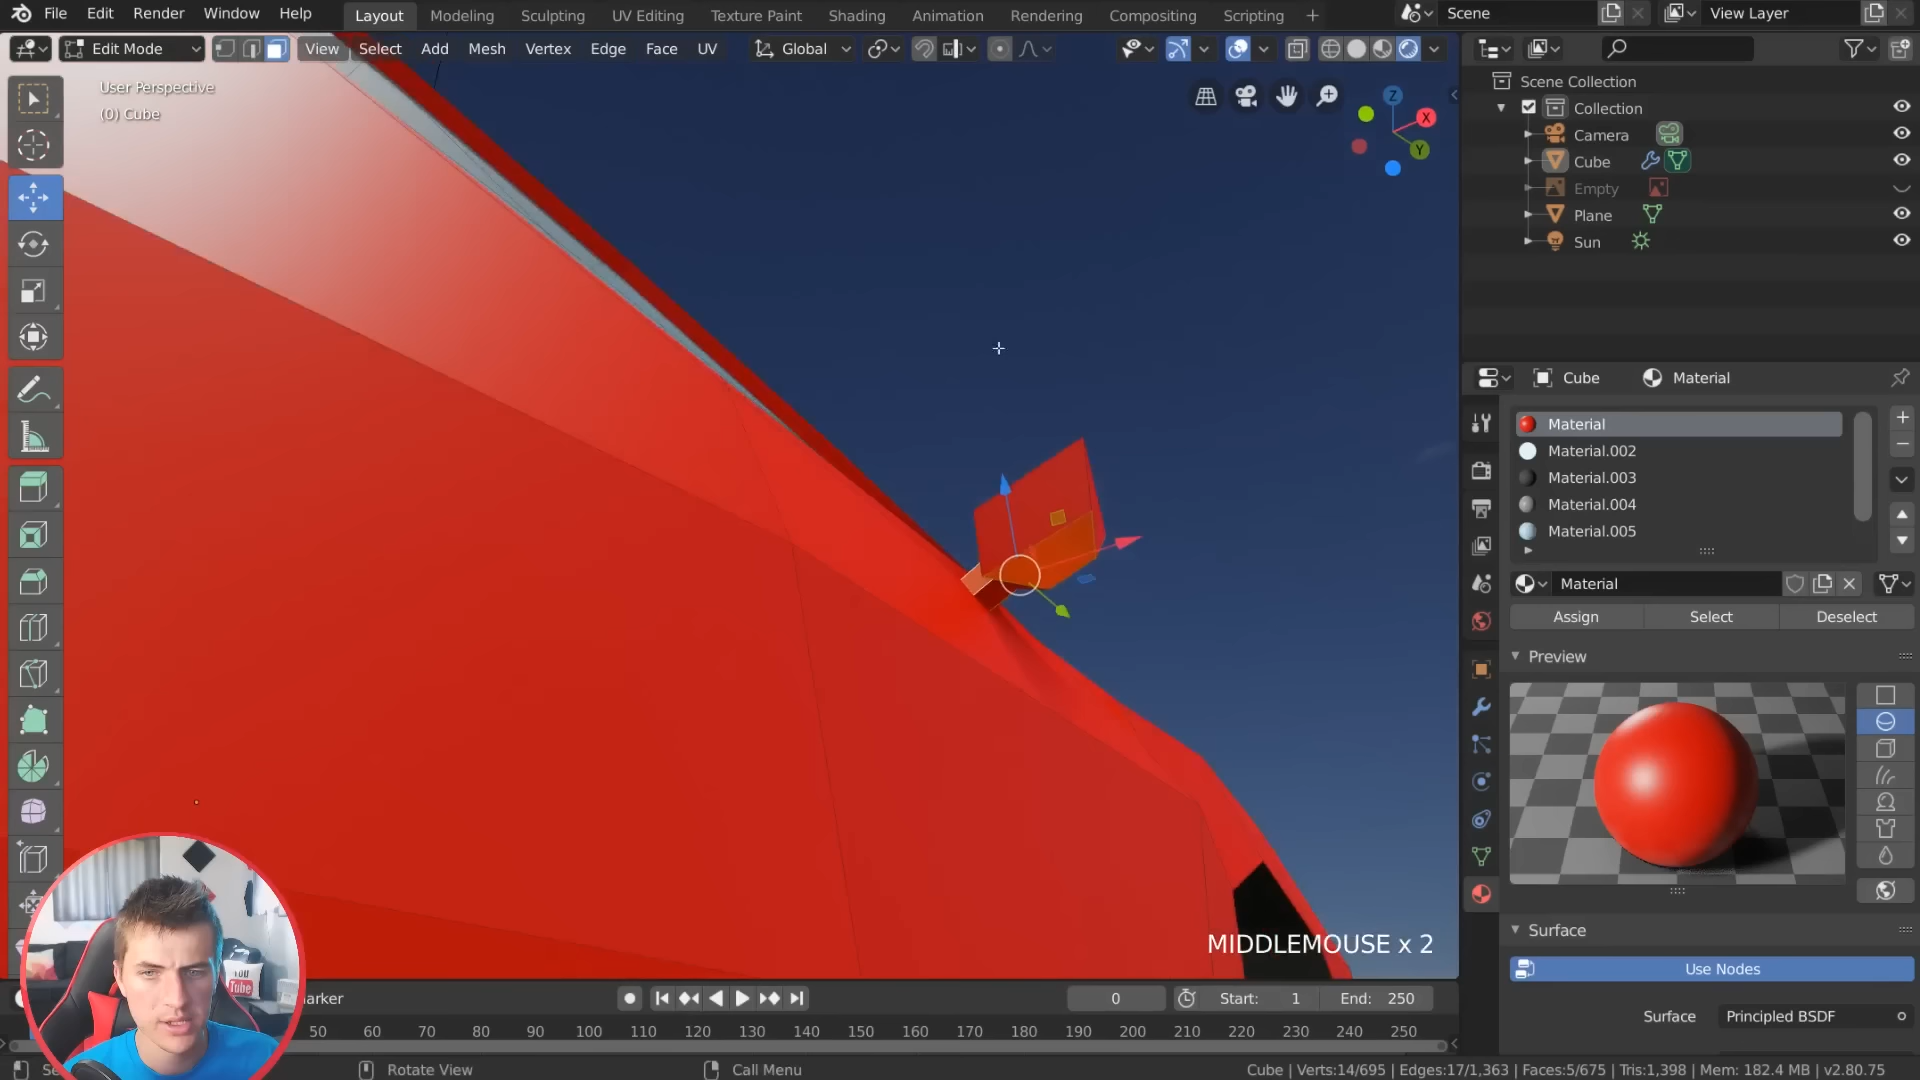 File Edit Render Window Help Layout Modeling Sculpting UV Editing Texture Paint Shading Animation Rendering Compositing Scripting + Scene View Layer
Edit Mode View Select Add Mesh Vertex Edge Face UV Global
User Perspective
(0) Cube
Z
X
Y
Scene Collection
Collection
Camera
Cube
Empty
Plane
Sun
Cube Material
Material
Material.002
Material.003
Material.004
Material.005
Material
Assign Select Deselect
Preview
Surface
Use Nodes
Surface Principled BSDF
MIDDLEMOUSE x 2
You
Tube
arker 0 Start: 1 End: 250
50 60 70 80 90 100 110 120 130 140 150 160 170 180 190 200 210 220 230 240 250
Se Rotate View Call Menu Cube | Verts:14/695 | Edges:17/1,363 | Faces:5/675 | Tris:1,398 | Mem: 182.4 MB | v2.80.75